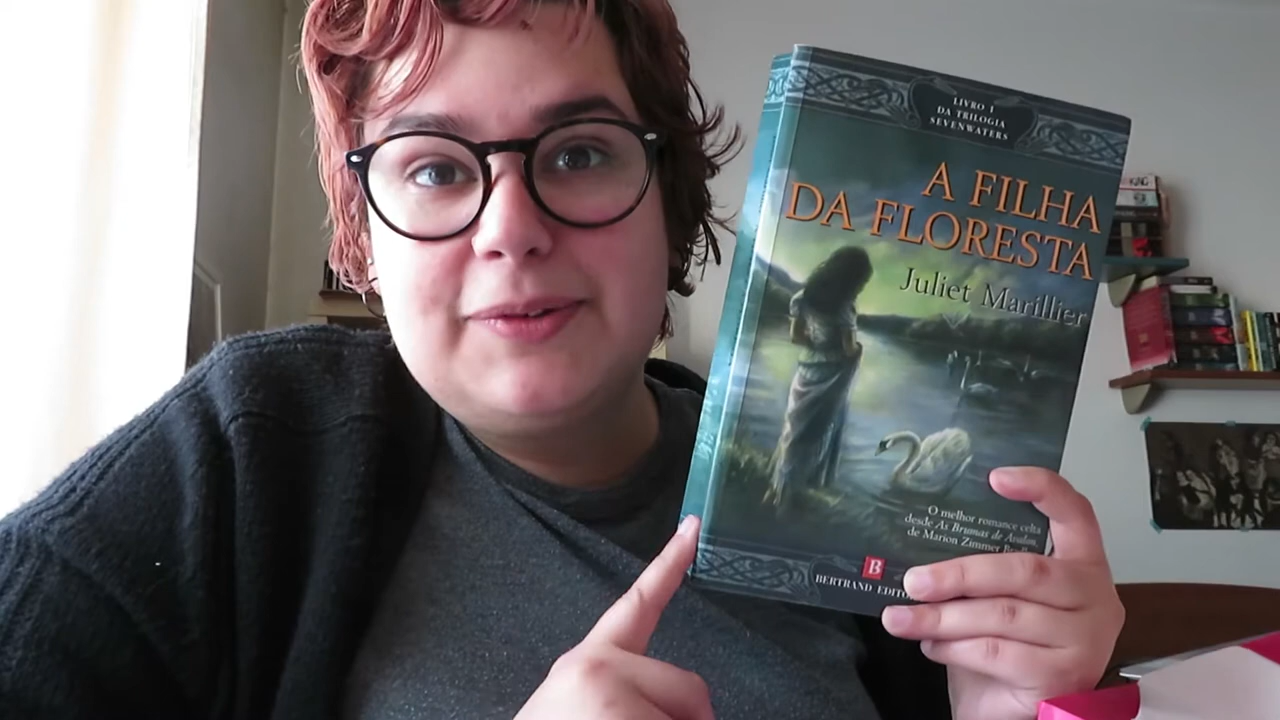 LIVRO I
DA TRILOGIA
SEVENWATERS
A FILHA
DA FLORESTA
Juliet Marillier
O melhor romance celta
desde As Brumas de Avalon,
de Marion Zimmer
B
BERTRAND